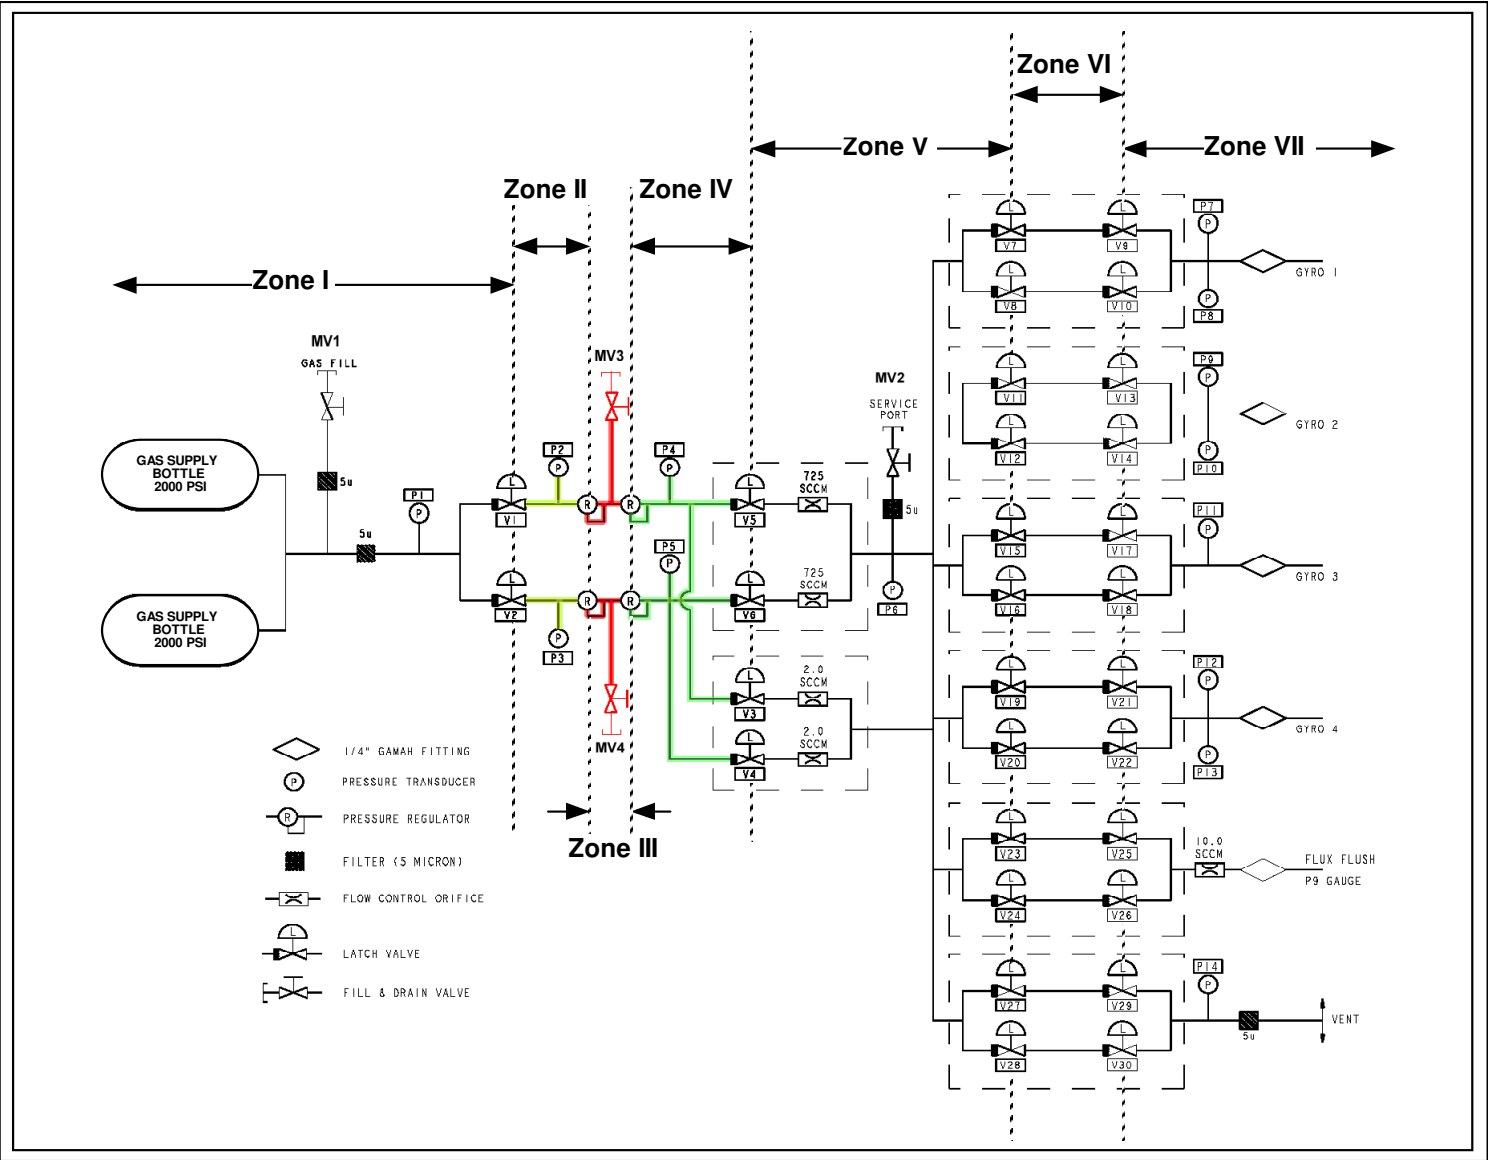 Zone VI
Zone V
Zone VII
Zone II
Zone IV
Zone I
Zone III
MV1
GAS FILL
5u
GAS SUPPLY
BOTTLE
2000 PSI
GAS SUPPLY
BOTTLE
2000 PSI
5u
P1
P
L
V1
L
V2
P2
P
P
P3
R
R
R
R
MV3
MV4
P4
P
P5
P
L
V5
725
SCCM
L
V6
725
SCCM
L
V3
2.0
SCCM
L
V4
2.0
SCCM
MV2
SERVICE
PORT
5u
P
P6
L
V7
L
V9
L
V8
L
V10
P7
P
P
P8
GYRO 1
L
V11
L
V13
L
V12
L
V14
P9
P
P
P10
GYRO 2
L
V15
L
V17
L
V16
L
V18
P11
P
GYRO 3
L
V19
L
V21
L
V20
L
V22
P12
P
P
P13
GYRO 4
L
V23
L
V25
L
V24
L
V26
10.0
SCCM
FLUX FLUSH
P9 GAUGE
L
V27
L
V29
L
V28
L
V30
P14
P
5u
VENT
1/4" GAMAH FITTING
P
PRESSURE TRANSDUCER
R
PRESSURE REGULATOR
FILTER (5 MICRON)
FLOW CONTROL ORIFICE
L
LATCH VALVE
FILL & DRAIN VALVE